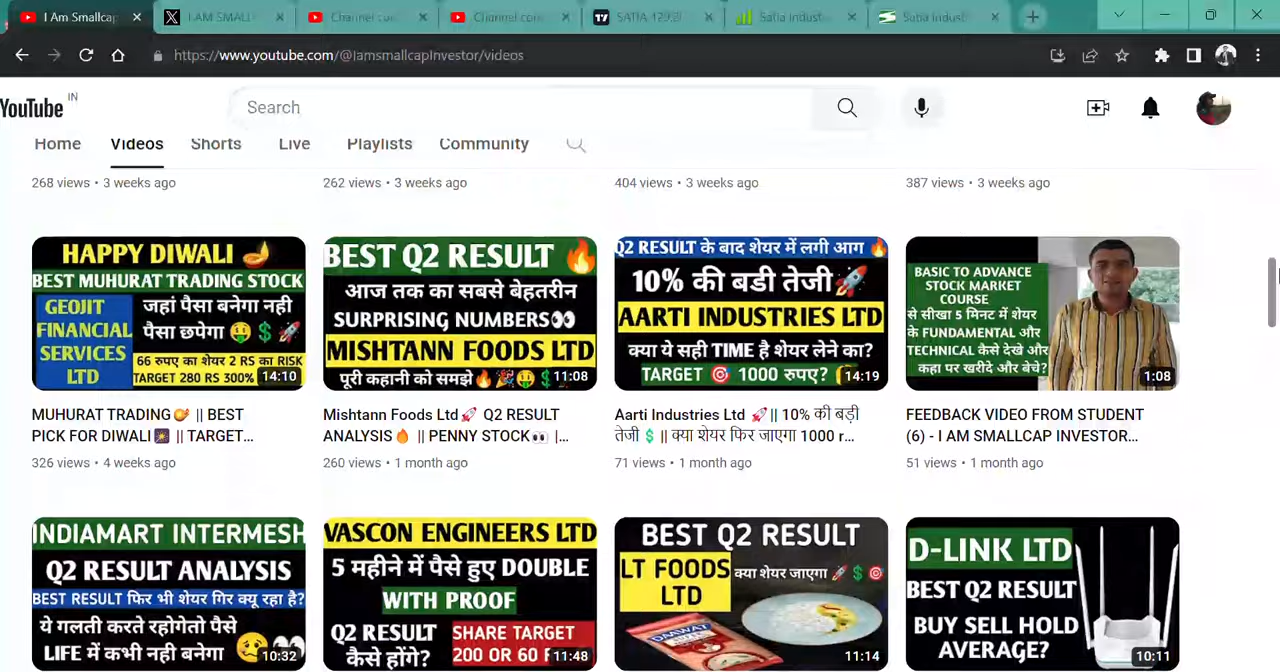 I Am Smallcap
I AM SMALL
Channel con
Channel con
SATIA 129.2
Satia Indust
Satia Indust
https://www.youtube.com/@IamsmallcapInvestor/videos
YouTube IN
Search
Home Videos Shorts Live Playlists Community
268 views • 3 weeks ago
262 views • 3 weeks ago
404 views • 3 weeks ago
387 views • 3 weeks ago
HAPPY DIWALI 🪔
BEST MUHURAT TRADING STOCK
GEOJIT
FINANCIAL
SERVICES
LTD
जहां पैसा बनेगा नही
पैसा छपेगा 🤑💲🚀
66 रुपए का शेयर 2 RS का RISK
TARGET 280 RS 300%
14:10
BEST Q2 RESULT 🔥
आज तक का सबसे बेहतरीन
SURPRISING NUMBERS👀
MISHTANN FOODS LTD
पूरी कहानी को समझे🔥🎉🤑💲
11:08
Q2 RESULT के बाद शेयर में लगी आग 🔥
10% की बडी तेजी🚀
AARTI INDUSTRIES LTD
क्या ये सही TIME है शेयर लेने का?
TARGET 🎯 1000 रुपए?
14:19
BASIC TO ADVANCE
STOCK MARKET
COURSE
से सीखा 5 मिनट में शेयर
के FUNDAMENTAL और
TECHNICAL कैसे देखे और
कहा पर खरीदे और बेचे?
1:08
MUHURAT TRADING🪔 || BEST
PICK FOR DIWALI🎆 || TARGET...
326 views • 4 weeks ago
Mishtann Foods Ltd🚀 Q2 RESULT
ANALYSIS🔥 || PENNY STOCK👀 |...
260 views • 1 month ago
Aarti Industries Ltd 🚀|| 10% की बड़ी
तेजी💲 || क्या शेयर फिर जाएगा 1000 r...
71 views • 1 month ago
FEEDBACK VIDEO FROM STUDENT
(6) - I AM SMALLCAP INVESTOR...
51 views • 1 month ago
INDIAMART INTERMESH
Q2 RESULT ANALYSIS
BEST RESULT फिर भी शेयर गिर क्यू रहा है?
ये गलती करते रहोगेतो पैसे
LIFE में कभी नही बनेगा 🥴👀
10:32
VASCON ENGINEERS LTD
5 महीने में पैसे हुए DOUBLE
WITH PROOF
Q2 RESULT
कैसे होंगे?
SHARE TARGET
200 OR 60
11:48
BEST Q2 RESULT
LT FOODS
LTD
क्या शेयर जाएगा 🚀💲🎯
DAAWAT
11:14
D-LINK LTD
BEST Q2 RESULT
BUY SELL HOLD
AVERAGE?
10:11